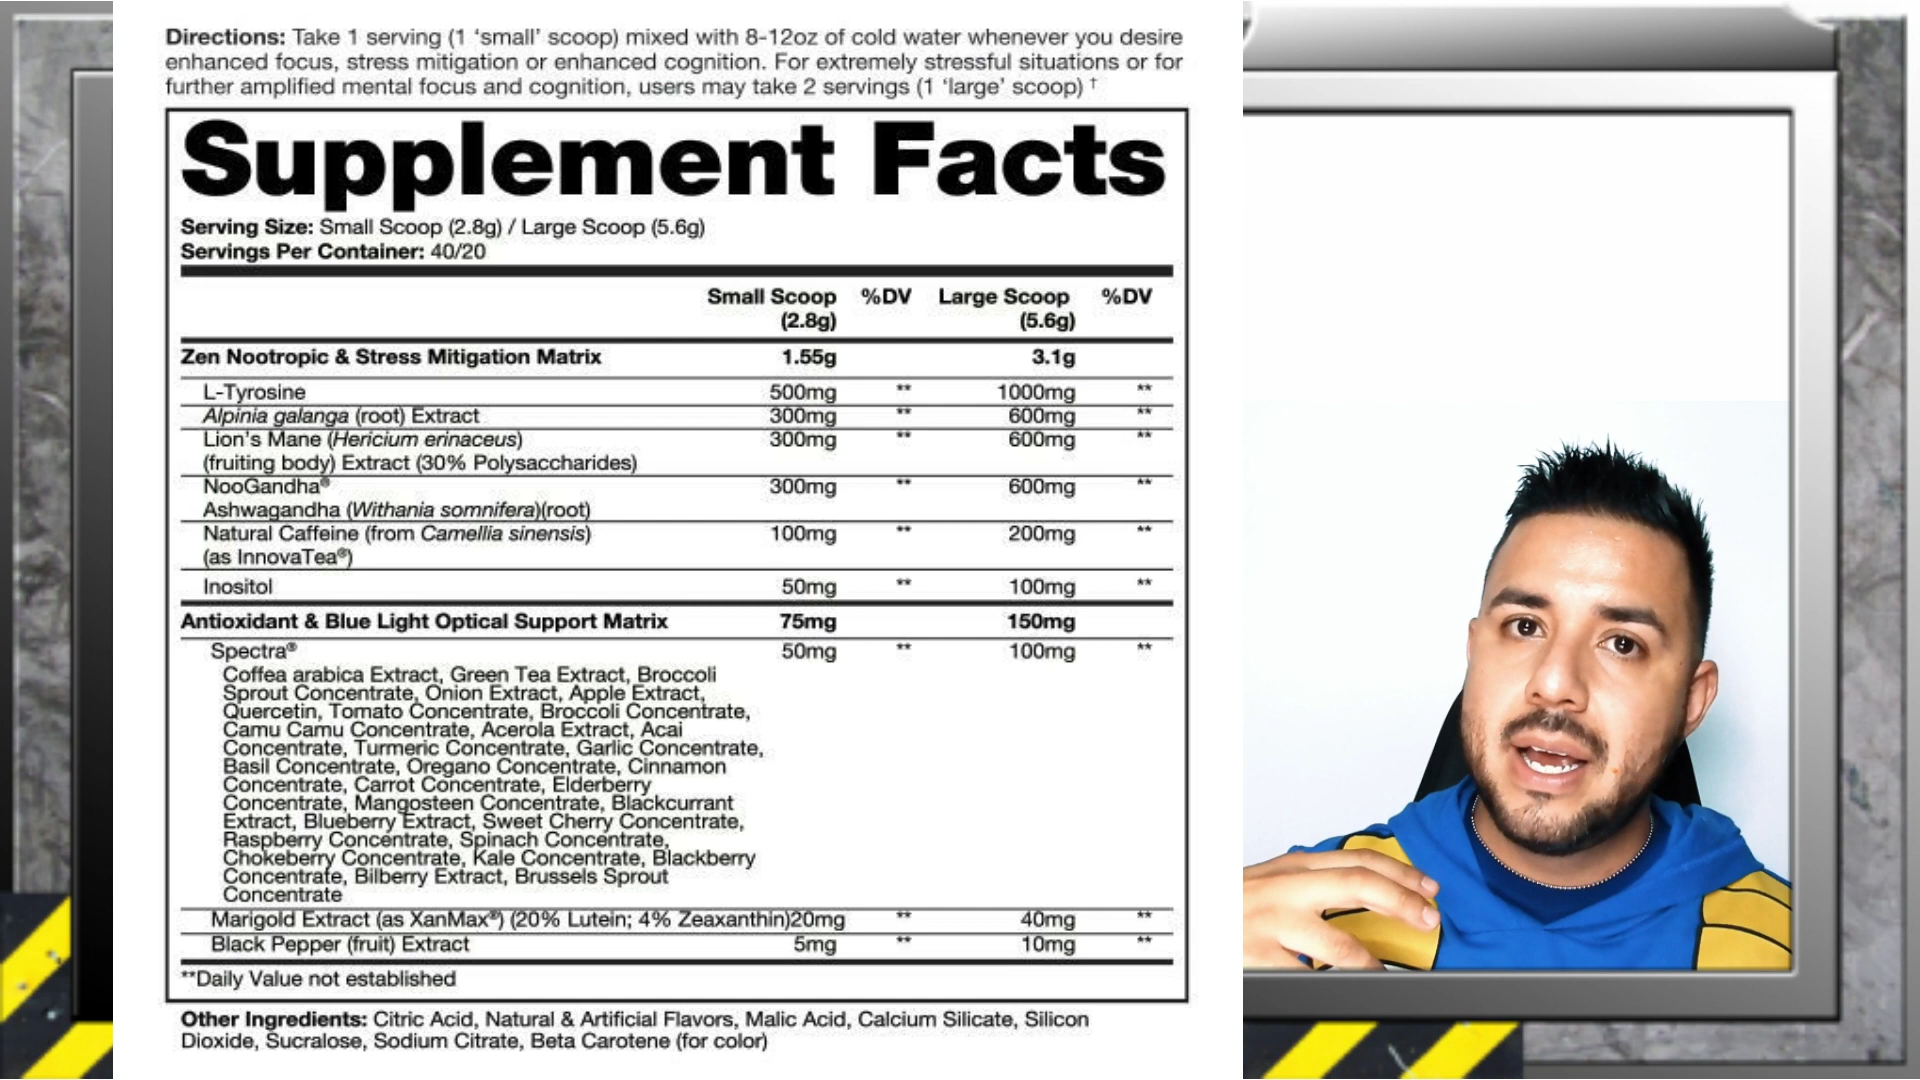 Directions: Take 1 serving (1 ‘small’ scoop) mixed with 8-12oz of cold water whenever you desire
enhanced focus, stress mitigation or enhanced cognition. For extremely stressful situations or for
further amplified mental focus and cognition, users may take 2 servings (1 ‘large’ scoop) †
Supplement Facts
Serving Size: Small Scoop (2.8g) / Large Scoop (5.6g)
Servings Per Container: 40/20
Small Scoop %DV Large Scoop %DV
(2.8g) (5.6g)
Zen Nootropic & Stress Mitigation Matrix 1.55g 3.1g
L-Tyrosine 500mg ** 1000mg **
Alpinia galanga (root) Extract 300mg ** 600mg **
Lion's Mane (Hericium erinaceus) 300mg ** 600mg **
(fruiting body) Extract (30% Polysaccharides)
NooGandha® 300mg ** 600mg **
Ashwagandha (Withania somnifera)(root)
Natural Caffeine (from Camellia sinensis) 100mg ** 200mg **
(as InnovaTea®)
Inositol 50mg ** 100mg **
Antioxidant & Blue Light Optical Support Matrix 75mg 150mg
Spectra® 50mg ** 100mg **
Coffea arabica Extract, Green Tea Extract, Broccoli
Sprout Concentrate, Onion Extract, Apple Extract,
Quercetin, Tomato Concentrate, Broccoli Concentrate,
Camu Camu Concentrate, Acerola Extract, Acai
Concentrate, Turmeric Concentrate, Garlic Concentrate,
Basil Concentrate, Oregano Concentrate, Cinnamon
Concentrate, Carrot Concentrate, Elderberry
Concentrate, Mangosteen Concentrate, Blackcurrant
Extract, Blueberry Extract, Sweet Cherry Concentrate,
Raspberry Concentrate, Spinach Concentrate,
Chokeberry Concentrate, Kale Concentrate, Blackberry
Concentrate, Bilberry Extract, Brussels Sprout
Concentrate
Marigold Extract (as XanMax®) (20% Lutein; 4% Zeaxanthin)20mg ** 40mg **
Black Pepper (fruit) Extract 5mg ** 10mg **
**Daily Value not established
Other Ingredients: Citric Acid, Natural & Artificial Flavors, Malic Acid, Calcium Silicate, Silicon
Dioxide, Sucralose, Sodium Citrate, Beta Carotene (for color)